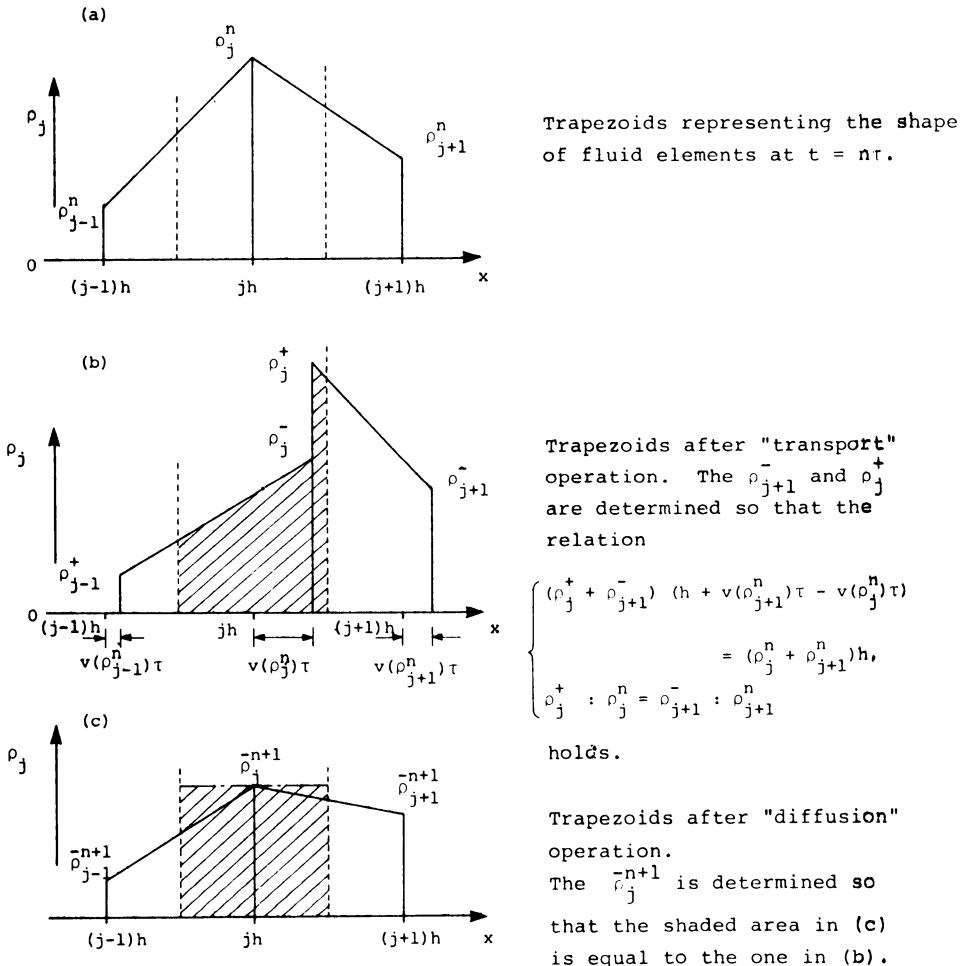 (a)
ρ_j^n
ρ_j
ρ_{j+1}^n
ρ_{j-1}^n
0
(j-1)h jh (j+1)h x
Trapezoids representing the shape
of fluid elements at t = nτ.
(b)
ρ_j^+
ρ_j^-
ρ_j
ρ_{j+1}^-
ρ_{j-1}^+
0
(j-1)h jh (j+1)h x
v(ρ_{j-1}^n)τ v(ρ_j^n)τ v(ρ_{j+1}^n)τ
Trapezoids after "transport"
operation. The ρ_{j+1}^- and ρ_j^+
are determined so that the
relation
(ρ_j^+ + ρ_{j+1}^-) (h + v(ρ_{j+1}^n)τ - v(ρ_j^n)τ)
= (ρ_j^n + ρ_{j+1}^n)h,
ρ_j^+ : ρ_j^n = ρ_{j+1}^- : ρ_{j+1}^n
holds.
(c)
ρ_j
ρ̄_j^{n+1}
ρ̄_{j+1}^{n+1}
ρ̄_{j-1}^{n+1}
(j-1)h jh (j+1)h x
Trapezoids after "diffusion"
operation.
The ρ̄_j^{n+1} is determined so
that the shaded area in (c)
is equal to the one in (b).